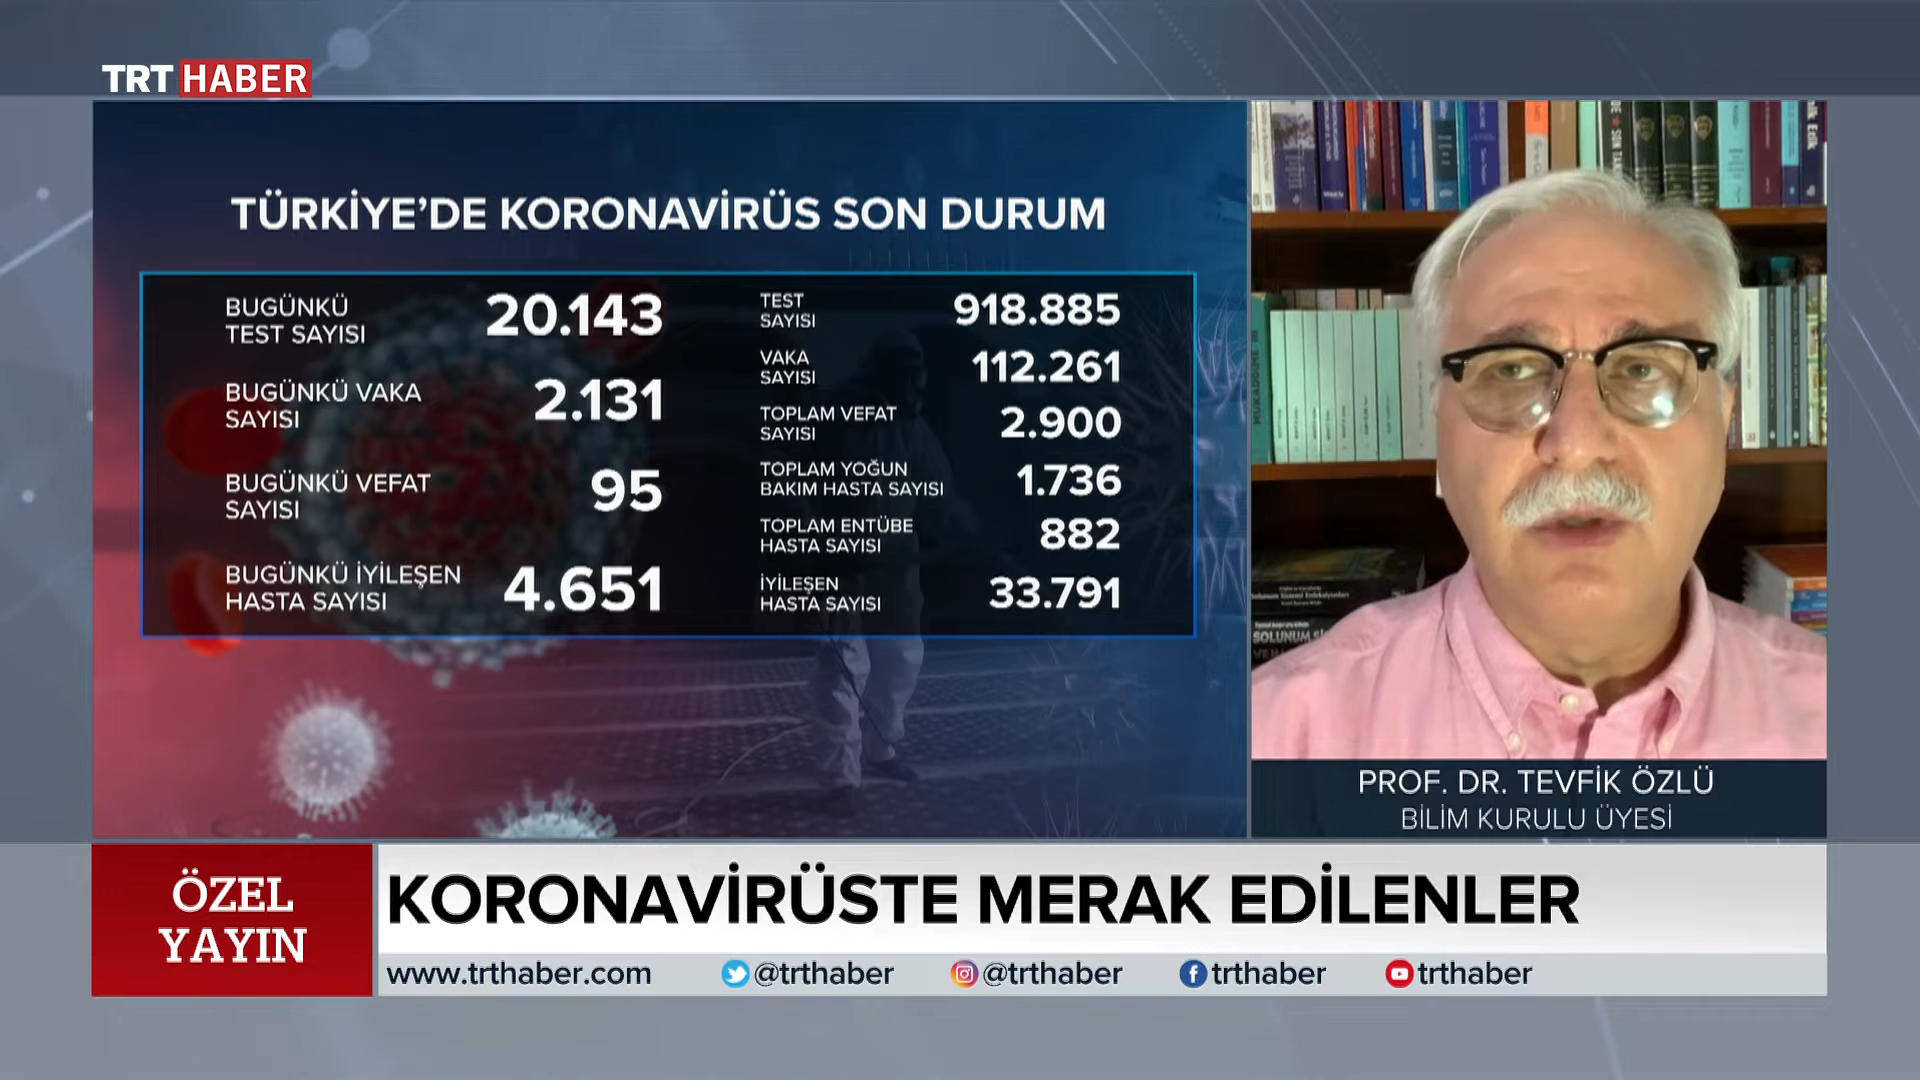 TRT HABER
TÜRKİYE'DE KORONAVİRÜS SON DURUM
BUGÜNKÜ
TEST SAYISI
20.143
BUGÜNKÜ VAKA
SAYISI
2.131
BUGÜNKÜ VEFAT
SAYISI
95
BUGÜNKÜ İYİLEŞEN
HASTA SAYISI
4.651
TEST
SAYISI
918.885
VAKA
SAYISI
112.261
TOPLAM VEFAT
SAYISI
2.900
TOPLAM YOĞUN
BAKIM HASTA SAYISI
1.736
TOPLAM ENTÜBE
HASTA SAYISI
882
İYİLEŞEN
HASTA SAYISI
33.791
PROF. DR. TEVFİK ÖZLÜ
BİLİM KURULU ÜYESİ
ÖZEL
YAYIN
KORONAVİRÜSTE MERAK EDİLENLER
www.trthaber.com
@trthaber
@trthaber
trthaber
trthaber